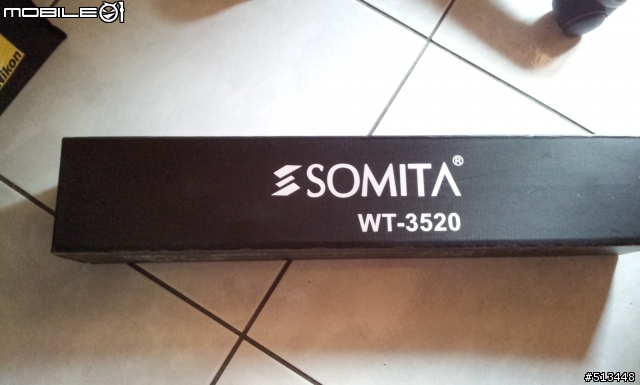 MOBILE01
Nikon
SOMITA®
WT-3520
#513448